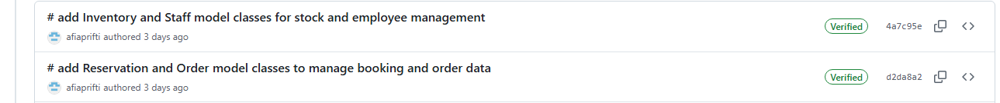 # add Inventory and Staff model classes for stock and employee management
afiaprifti authored 3 days ago
Verified 4a7c95e
# add Reservation and Order model classes to manage booking and order data
afiaprifti authored 3 days ago
Verified d2da8a2